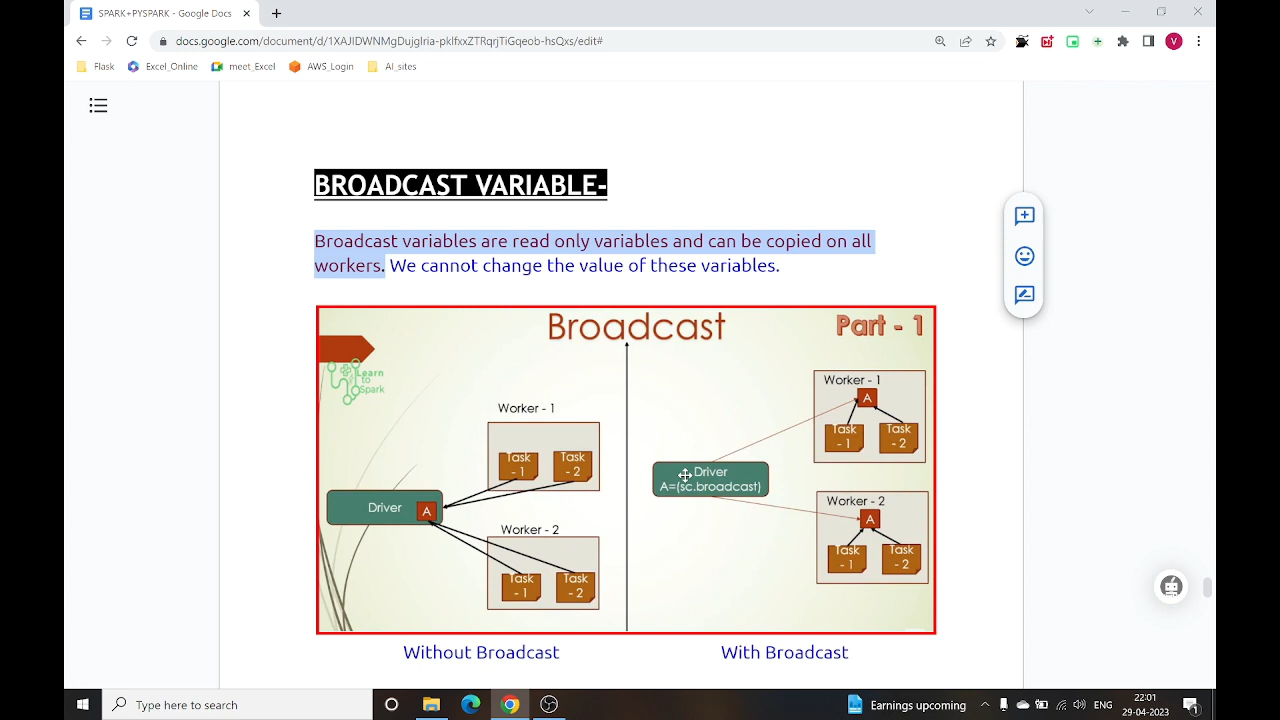 SPARK+PYSPARK - Google Docs
docs.google.com/document/d/1XAJIDWNMgDujglria-pklfxxZTRqrjTiGqeob-hsQxs/edit#
Flask
Excel_Online
meet_Excel
AWS_Login
AI_sites
V
BROADCAST VARIABLE-
Broadcast variables are read only variables and can be copied on all
workers. We cannot change the value of these variables.
Broadcast
Part - 1
Learn
to
Spark
Worker - 1
Task
- 1
Task
- 2
Driver
A
Worker - 2
Task
- 1
Task
- 2
Worker - 1
A
Task
- 1
Task
- 2
Driver
A=(sc.broadcast)
Worker - 2
A
Task
- 1
Task
- 2
Without Broadcast
With Broadcast
Type here to search
Earnings upcoming
ENG
22:01
29-04-2023
1